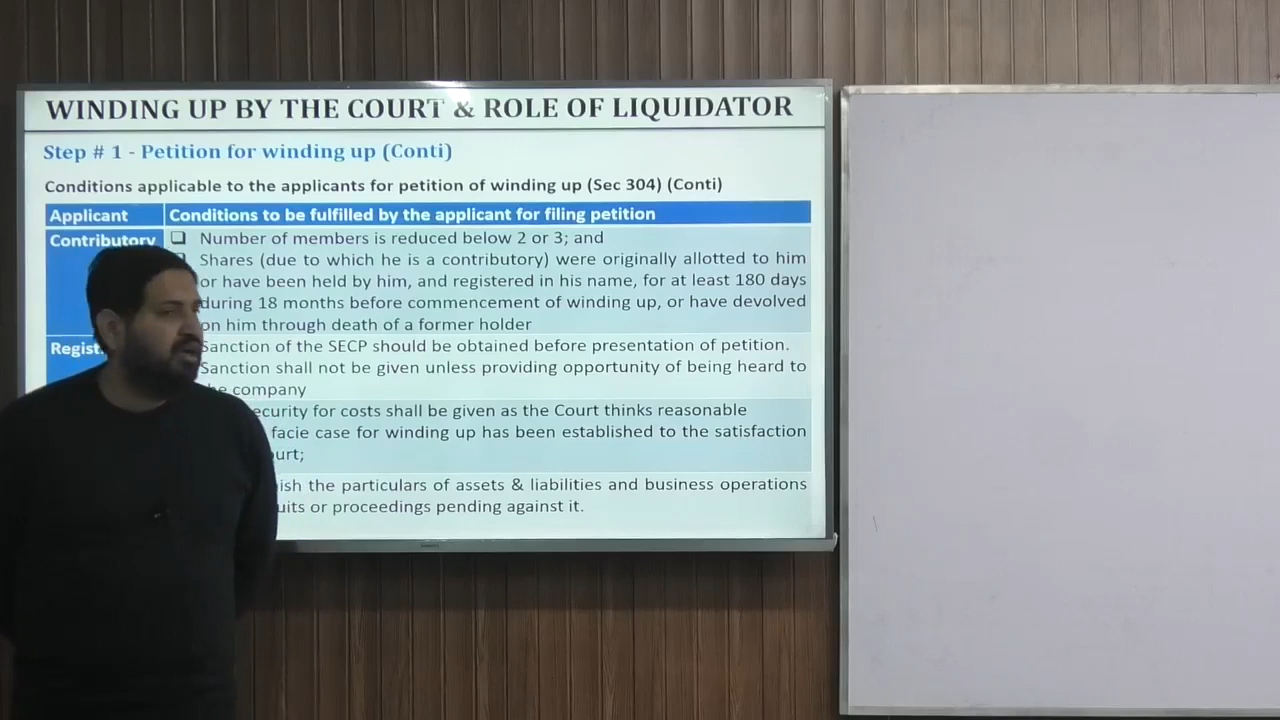 WINDING UP BY THE COURT & ROLE OF LIQUIDATOR
Step # 1 - Petition for winding up (Conti)
Conditions applicable to the applicants for petition of winding up (Sec 304) (Conti)
Applicant Conditions to be fulfilled by the applicant for filing petition
Contributory Number of members is reduced below 2 or 3; and
Shares (due to which he is a contributory) were originally allotted to him
or have been held by him, and registered in his name, for at least 180 days
during 18 months before commencement of winding up, or have devolved
on him through death of a former holder
Regist Sanction of the SECP should be obtained before presentation of petition.
Sanction shall not be given unless providing opportunity of being heard to
company
ecurity for costs shall be given as the Court thinks reasonable
facie case for winding up has been established to the satisfaction
urt;
ish the particulars of assets & liabilities and business operations
uits or proceedings pending against it.